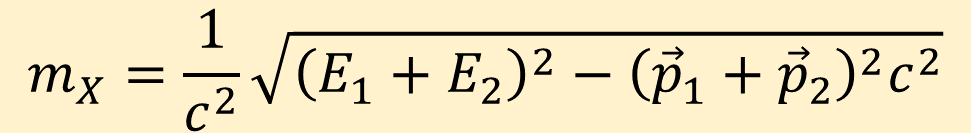 $m_X = \frac{1}{c^2}\sqrt{(E_1 + E_2)^2 - (\vec{p}_1 + \vec{p}_2)^2 c^2}$